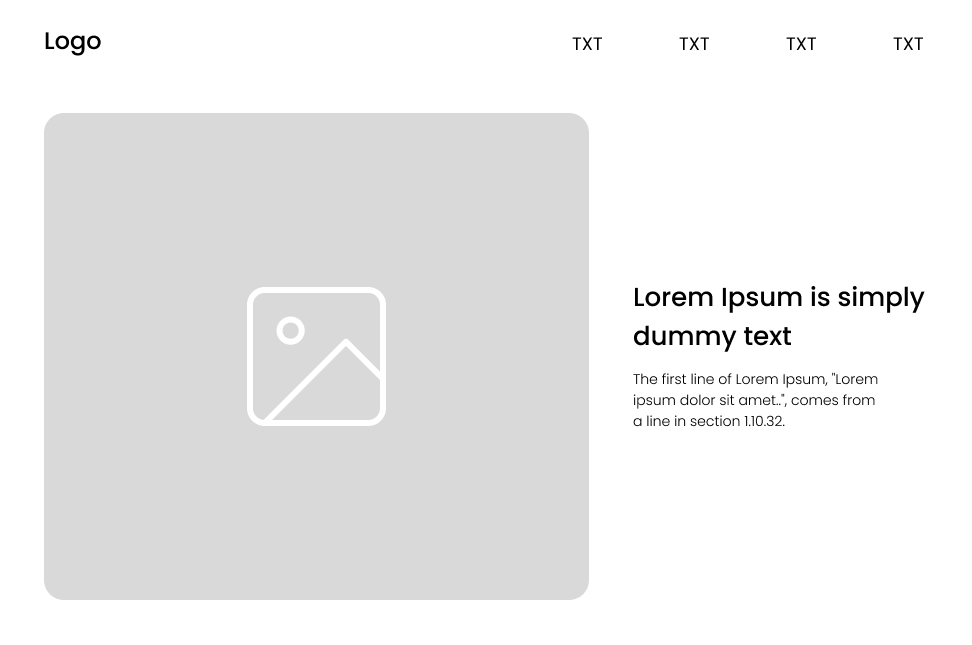 Logo
TXT TXT TXT TXT
Lorem Ipsum is simply
dummy text
The first line of Lorem Ipsum, "Lorem
ipsum dolor sit amet..", comes from
a line in section 1.10.32.